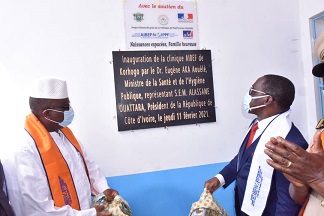 Avec le soutien du
Naissances espacées, Famille heureuse
Inauguration de la clinique AIBEF de
Korhogo par le Dr. Eugène AKA Aouélé,
Ministre de la Santé et de l'Hygiène
Publique, représentant S.E.M. ALASSANE
OUATTARA, Président de la République
de Côte d'Ivoire, le jeudi 11 février 2021.